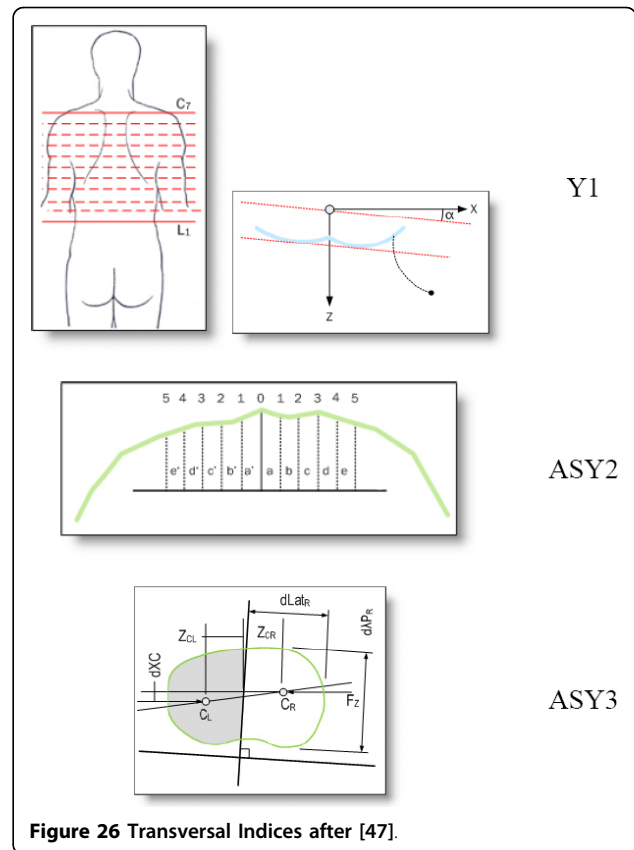 C7
L1
Y1
α X
Z
5 4 3 2 1 0 1 2 3 4 5
e' d' c' b' a' a b c d e
ASY2
dLatR
ZCL ZCR
dλPR
dXC
CL CR FZ
ASY3
Figure 26 Transversal Indices after [47].